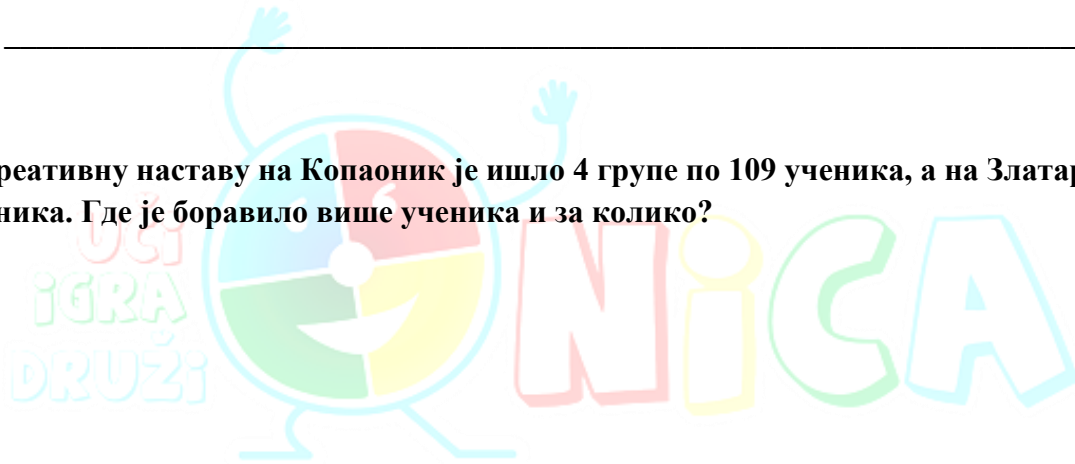 реативну наставу на Копаоник је ишло 4 групе по 109 ученика, а на Златар
ника. Где је боравило више ученика и за колико?
UČi
iGRA
DRUŽi
NiCA